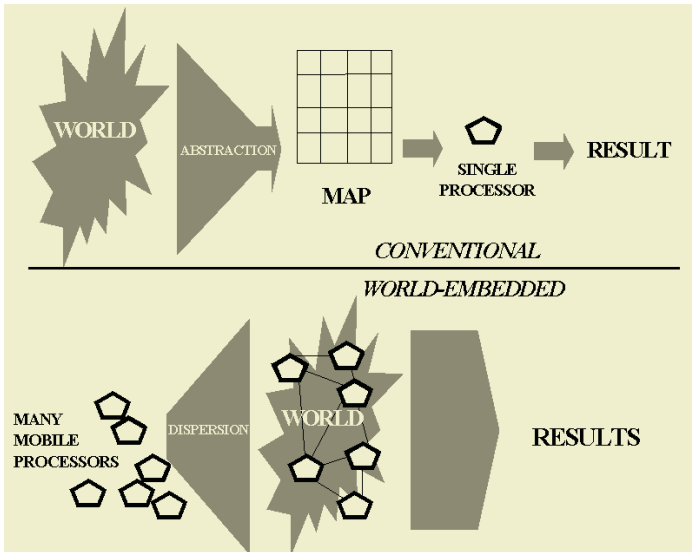 WORLD
ABSTRACTION
MAP
SINGLE
PROCESSOR
RESULT
CONVENTIONAL
WORLD-EMBEDDED
MANY
MOBILE
PROCESSORS
DISPERSION
WORLD
RESULTS